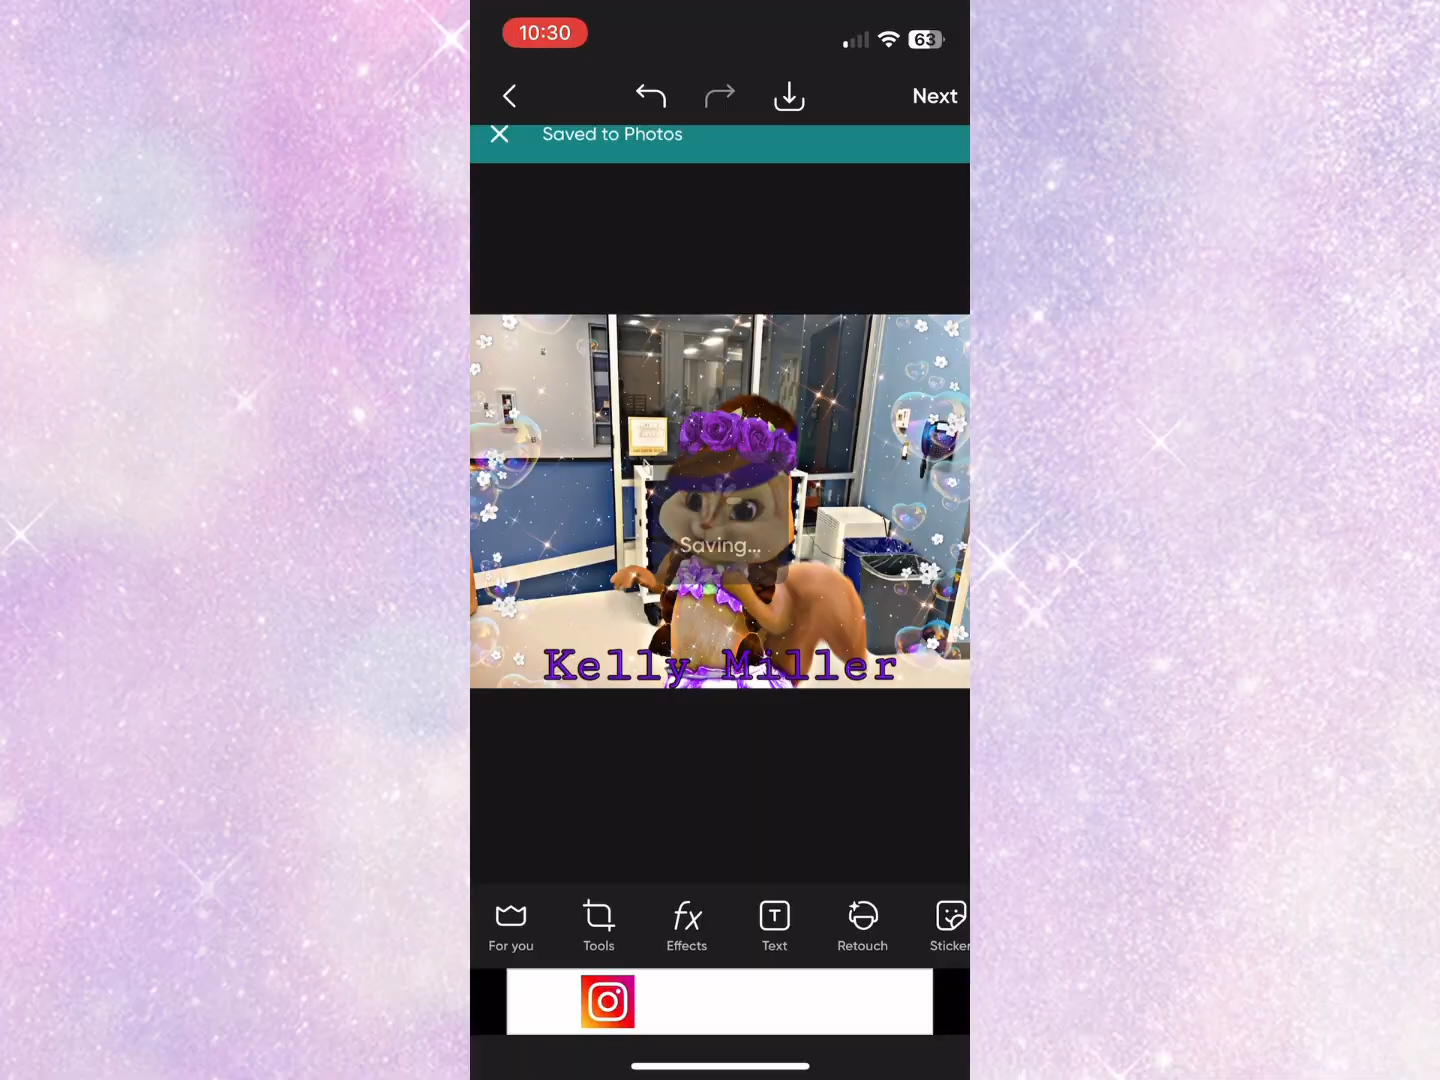 10:30
63
Next
Saved to Photos
Saving...
Kelly Miller
For you
Tools
Effects
Text
Retouch
Sticker